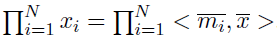 ∏_{i=1}^{N} x_i = ∏_{i=1}^{N} < \overline{m_i}, \overline{x} >